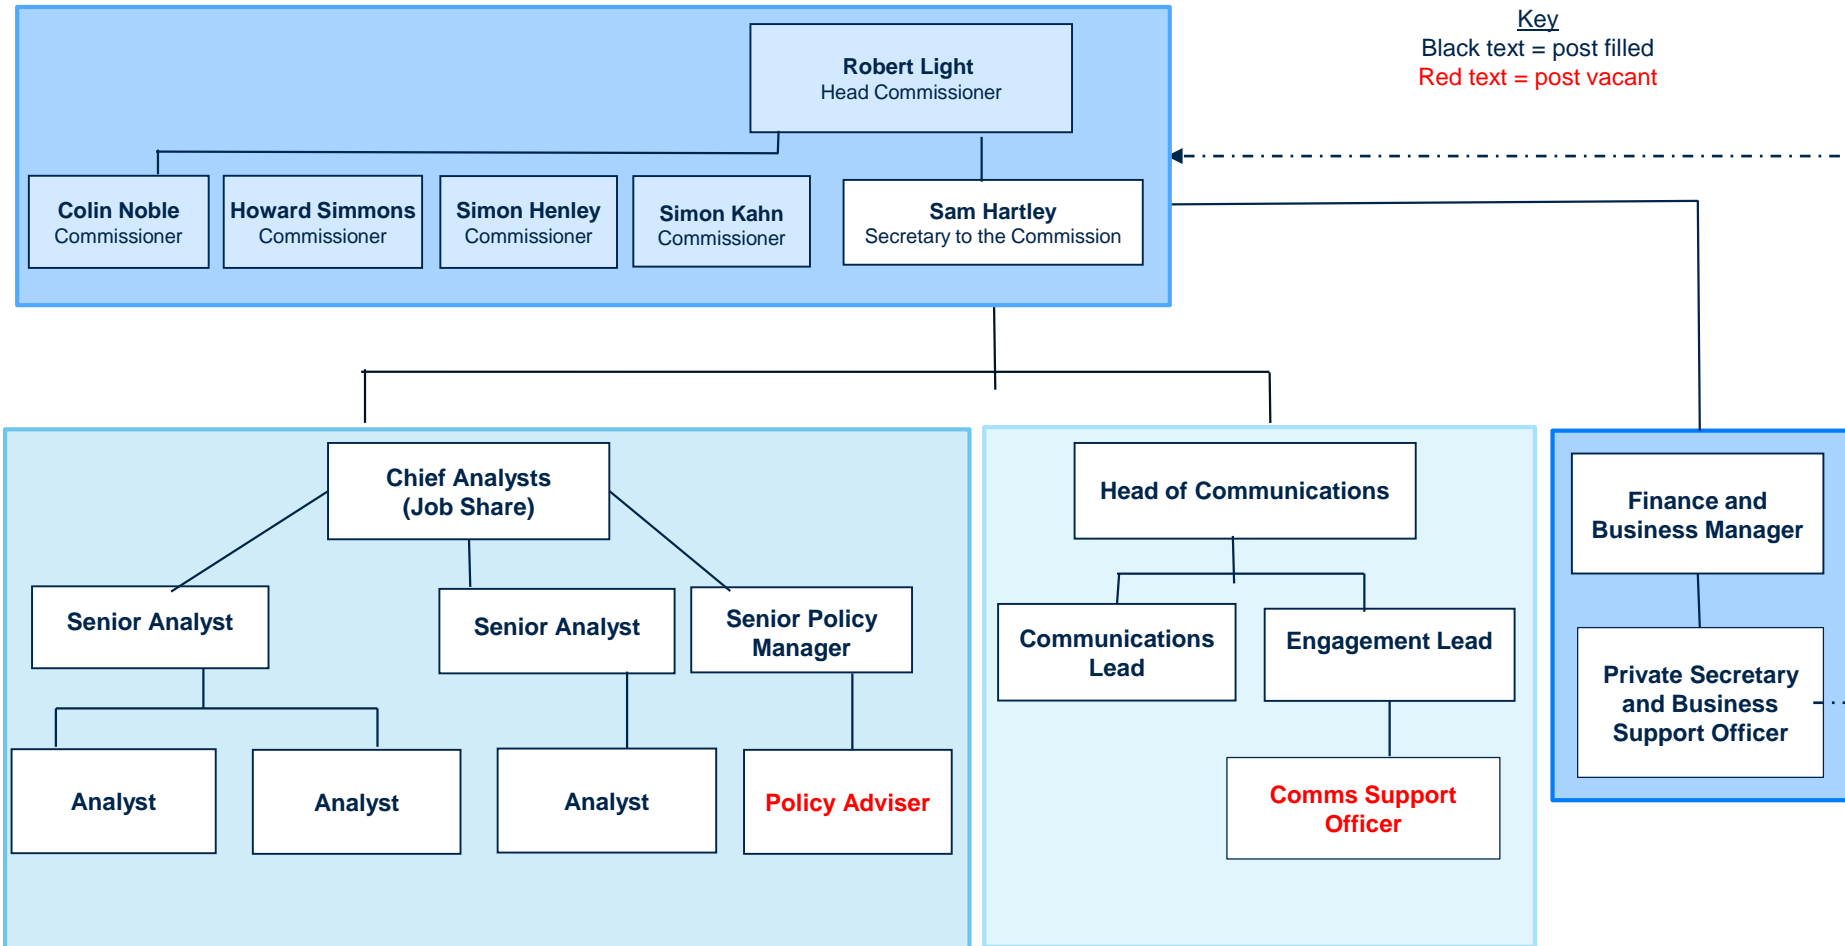 Key
Black text = post filled
Red text = post vacant
Robert Light
Head Commissioner
Colin Noble
Commissioner
Howard Simmons
Commissioner
Simon Henley
Commissioner
Simon Kahn
Commissioner
Sam Hartley
Secretary to the Commission
Chief Analysts
(Job Share)
Senior Analyst
Senior Analyst
Senior Policy
Manager
Analyst
Analyst
Analyst
Policy Adviser
Head of Communications
Communications
Lead
Engagement Lead
Comms Support
Officer
Finance and
Business Manager
Private Secretary
and Business
Support Officer